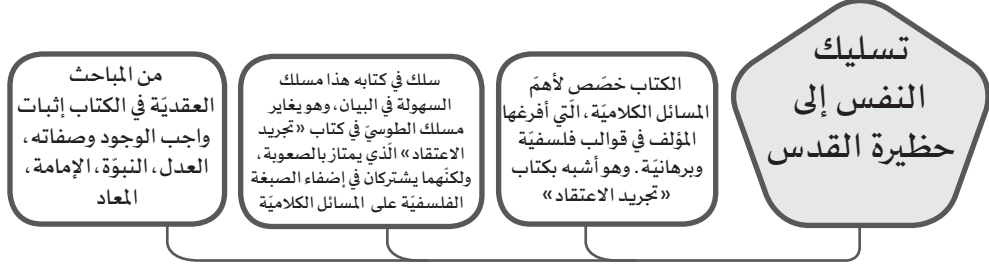 تسليك
النفس إلى
حظيرة القدس
الكتاب خصّص لأهمّ
المسائل الكلاميّة، الّتي أفرغها
المؤلف في قوالب فلسفيّة
وبرهانيّة. وهو أشبه بكتاب
«تجريد الاعتقاد»
سلك في كتابه هذا مسلك
السهولة في البيان، وهو يغاير
مسلك الطوسيّ في كتاب «تجريد
الاعتقاد» الّذي يمتاز بالصعوبة،
ولكنّهما يشتركان في إضفاء الصبغة
الفلسفيّة على المسائل الكلاميّة
من المباحث
العقديّة في الكتاب إثبات
واجب الوجود وصفاته،
العدل، النبوّة، الإمامة،
المعاد